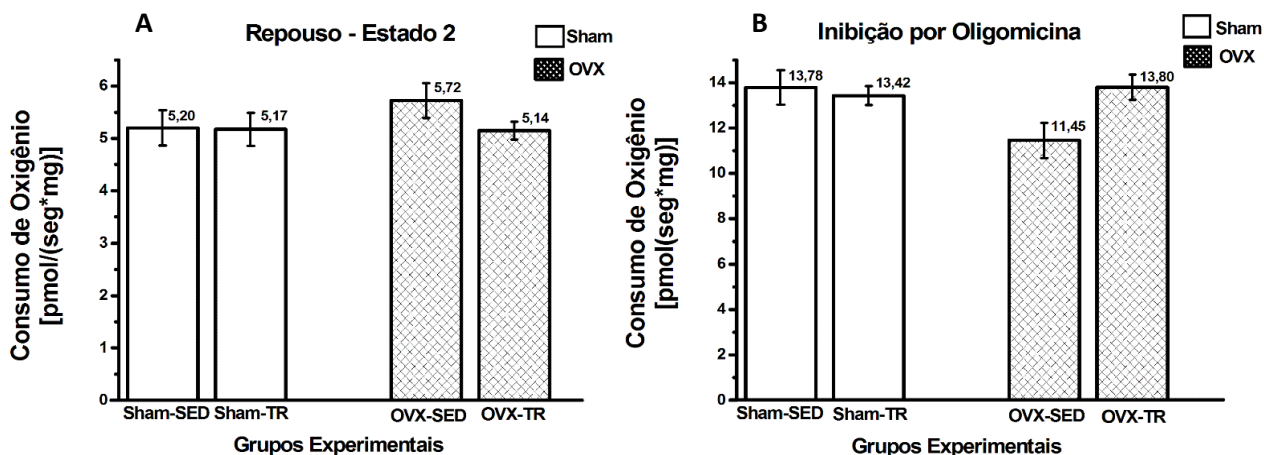 A
Repouso - Estado 2
Sham
OVX
Consumo de Oxigênio
[pmol/(seg*mg)]
6
5
4
3
2
1
0
5,20
5,17
5,72
5,14
Sham-SED
Sham-TR
OVX-SED
OVX-TR
Grupos Experimentais
B
Inibição por Oligomicina
Sham
OVX
Consumo de Oxigênio
[pmol(seg*mg)]
14
12
10
8
6
4
2
0
13,78
13,42
11,45
13,80
Sham-SED
Sham-TR
OVX-SED
OVX-TR
Grupos Experimentais